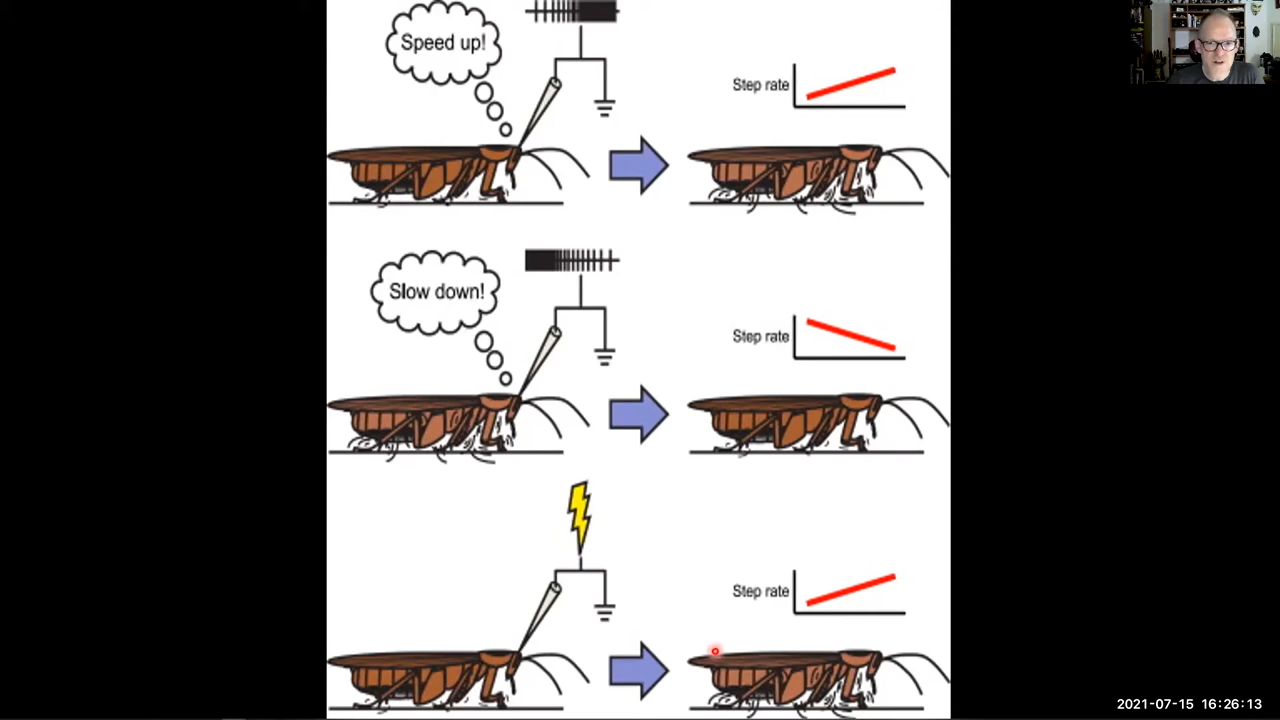 Speed up!
Step rate
Slow down!
Step rate
Step rate
2021-07-15 16:26:13